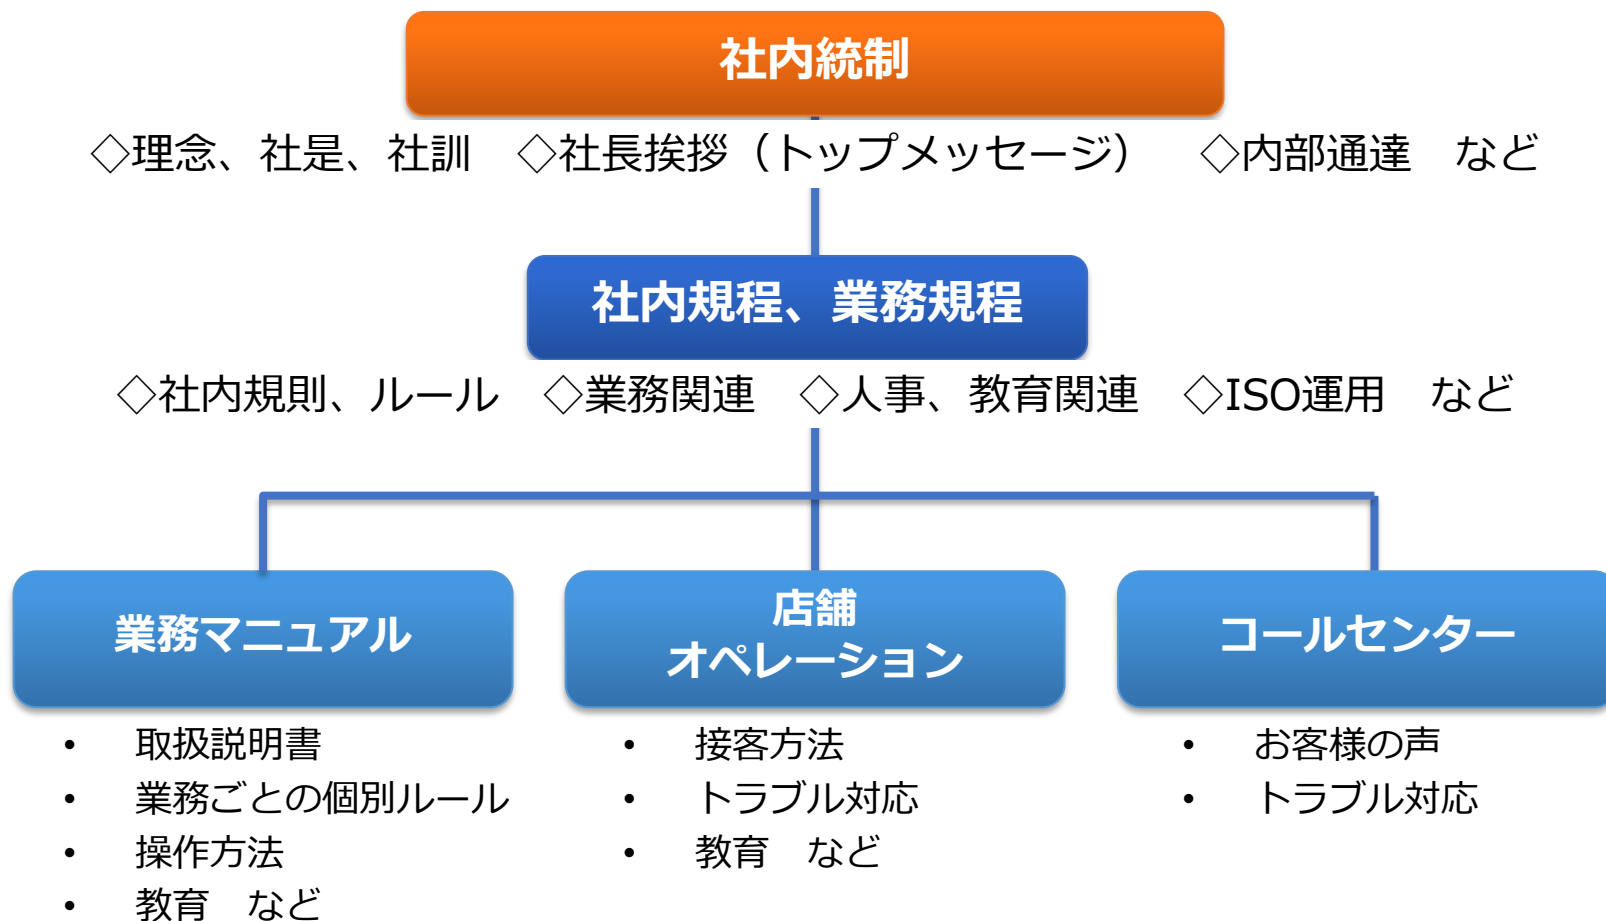 社内統制
◇理念、社是、社訓　◇社長挨拶（トップメッセージ）　◇内部通達　など
社内規程、業務規程
◇社内規則、ルール　◇業務関連　◇人事、教育関連　◇ISO運用　など
業務マニュアル
• 取扱説明書
• 業務ごとの個別ルール
• 操作方法
• 教育　など
店舗
オペレーション
• 接客方法
• トラブル対応
• 教育　など
コールセンター
• お客様の声
• トラブル対応